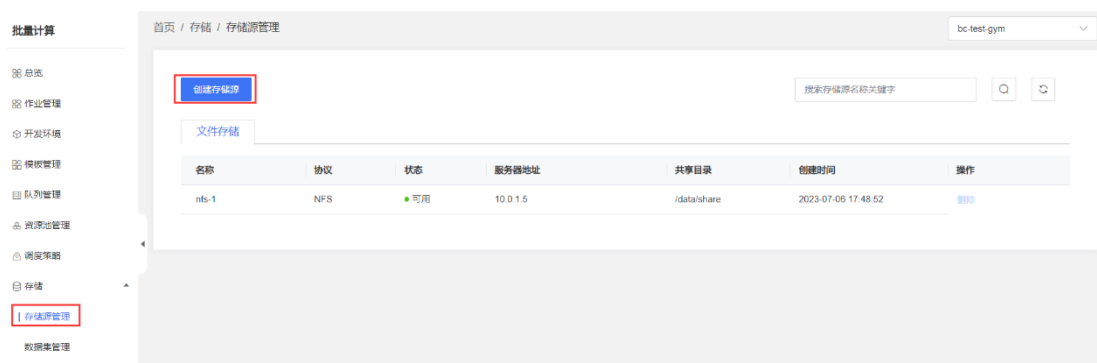 批量计算
首页 / 存储 / 存储源管理
bc-test-gym
总览
作业管理
开发环境
模板管理
队列管理
资源池管理
调度策略
存储
存储源管理
数据集管理
创建存储源
搜索存储源名称关键字
文件存储
名称 协议 状态 服务器地址 共享目录 创建时间 操作
nfs-1 NFS 可用 10.0.1.5 /data/share 2023-07-06 17:48:52 删除